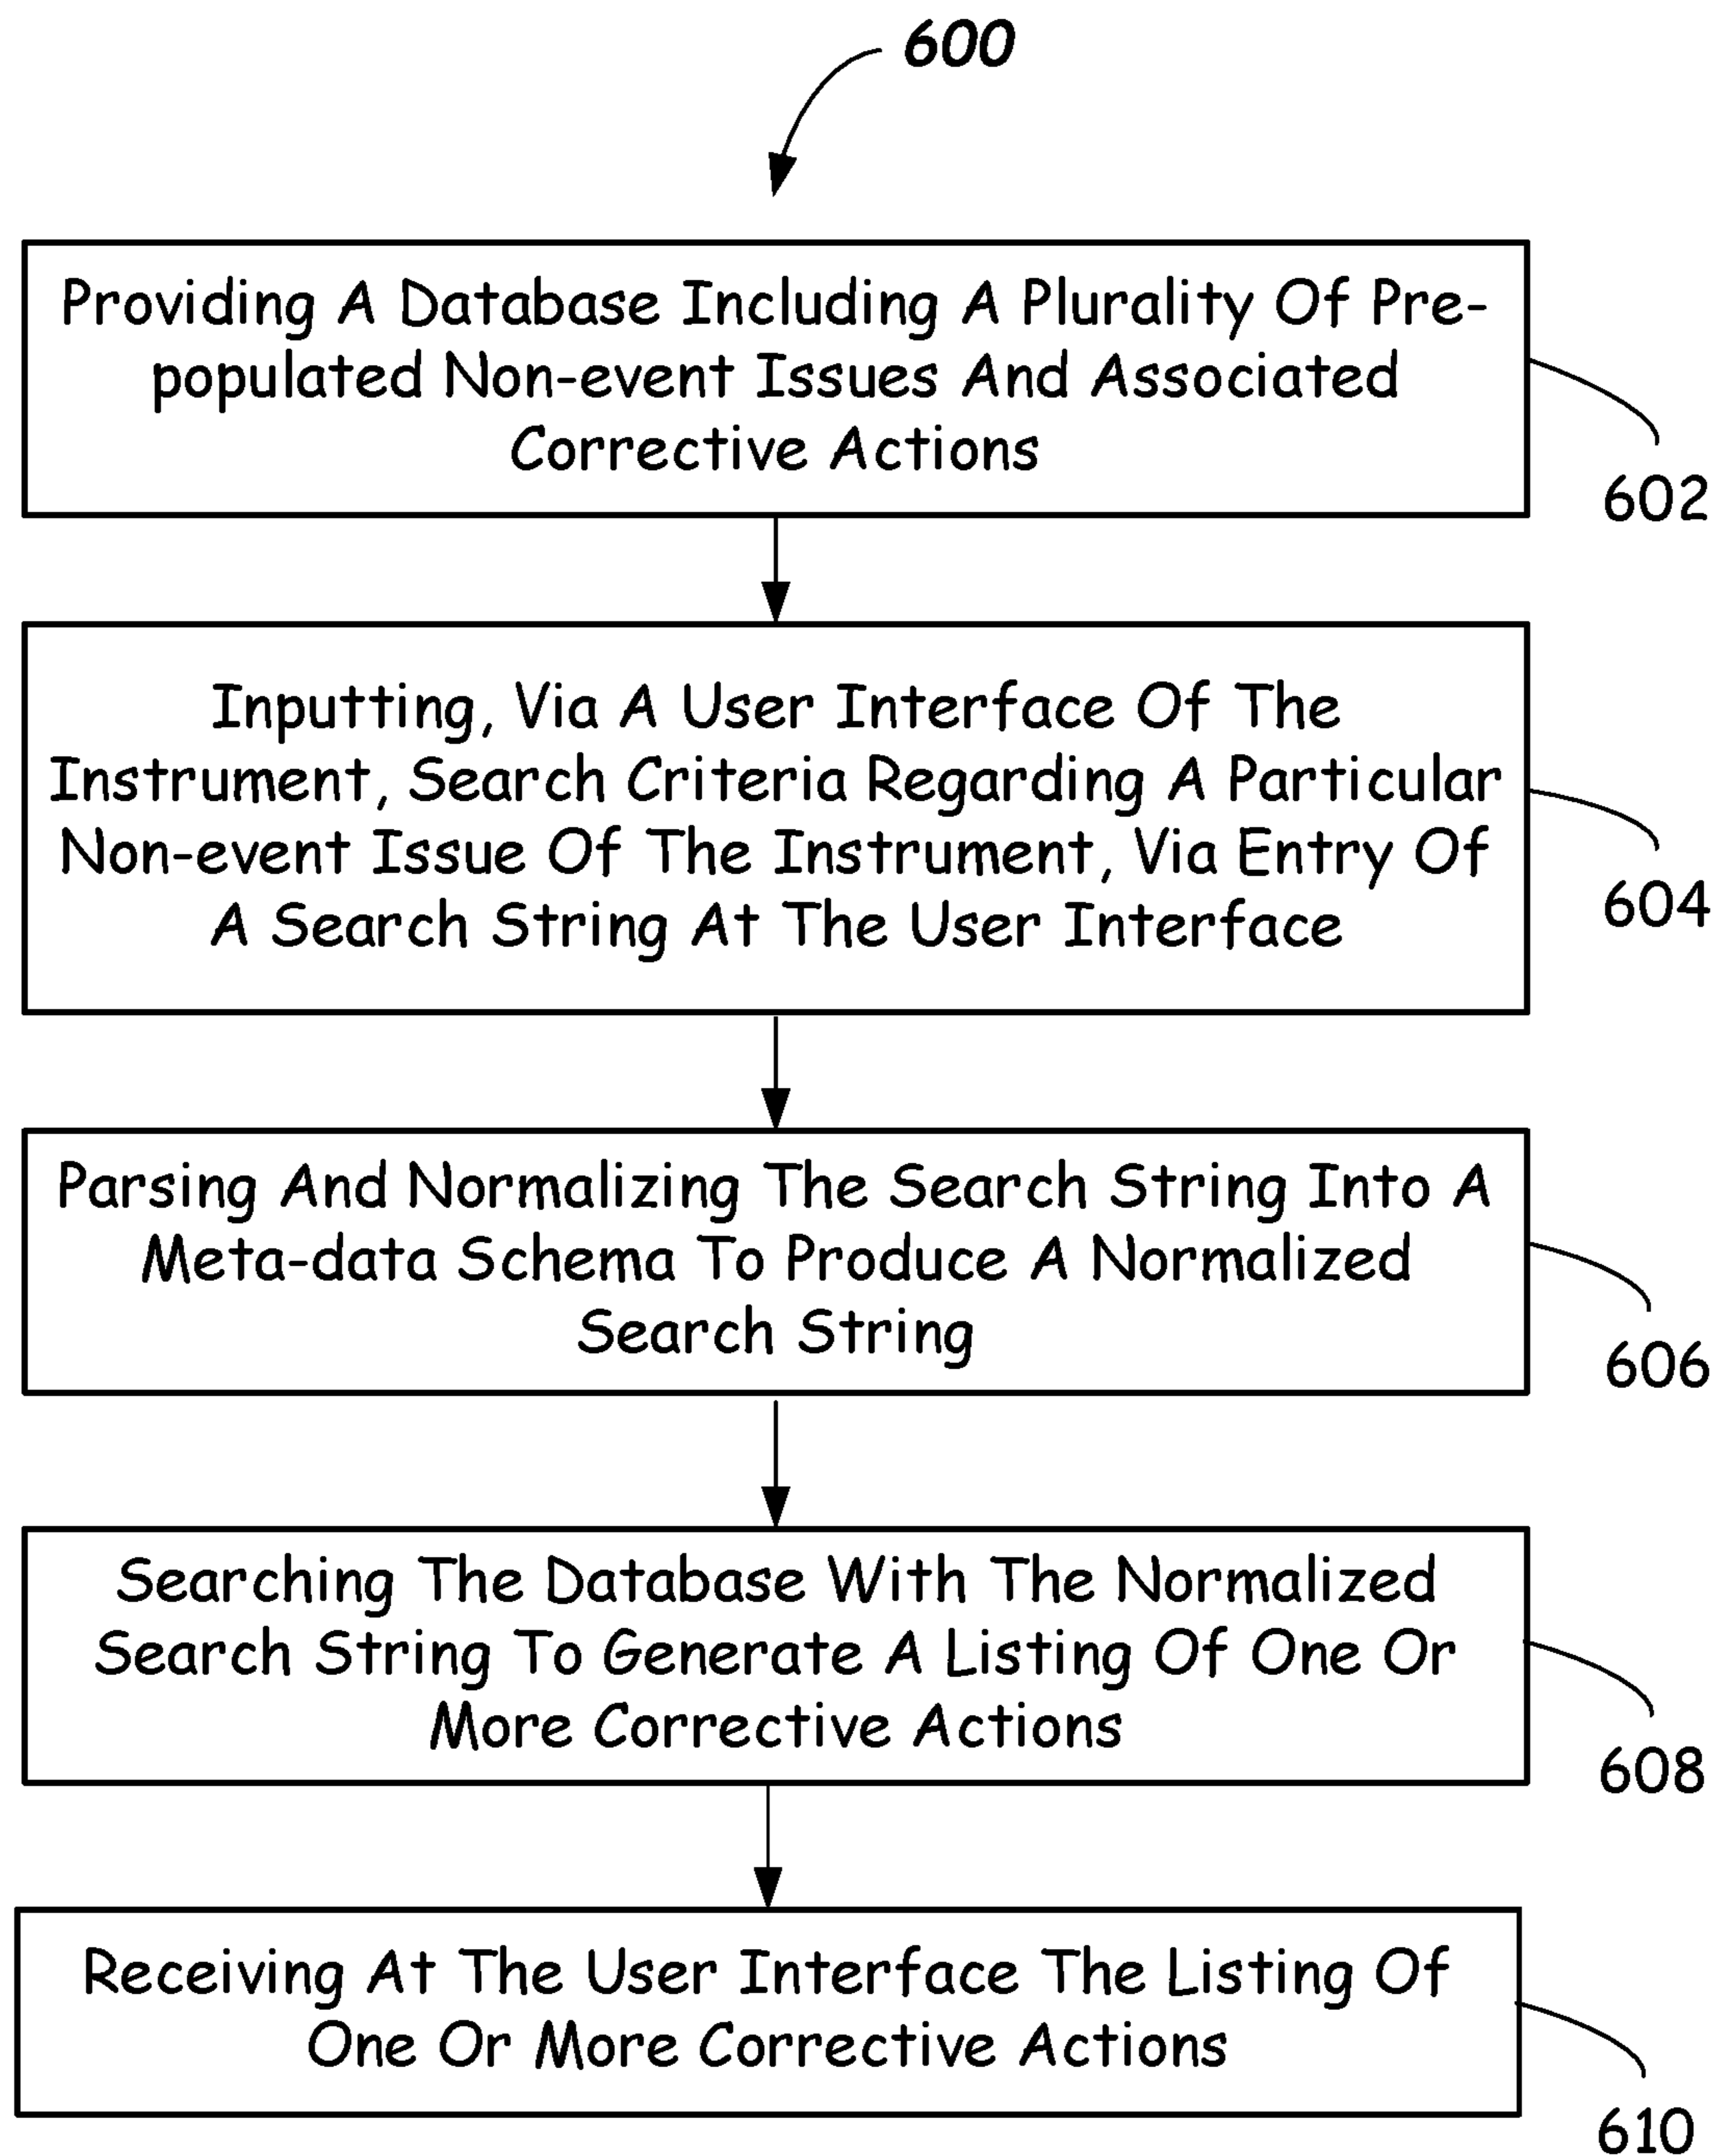 600
Providing A Database Including A Plurality Of Pre-
populated Non-event Issues And Associated
Corrective Actions
602
Inputting, Via A User Interface Of The
Instrument, Search Criteria Regarding A Particular
Non-event Issue Of The Instrument, Via Entry Of
A Search String At The User Interface
604
Parsing And Normalizing The Search String Into A
Meta-data Schema To Produce A Normalized
Search String
606
Searching The Database With The Normalized
Search String To Generate A Listing Of One Or
More Corrective Actions
608
Receiving At The User Interface The Listing Of
One Or More Corrective Actions
610